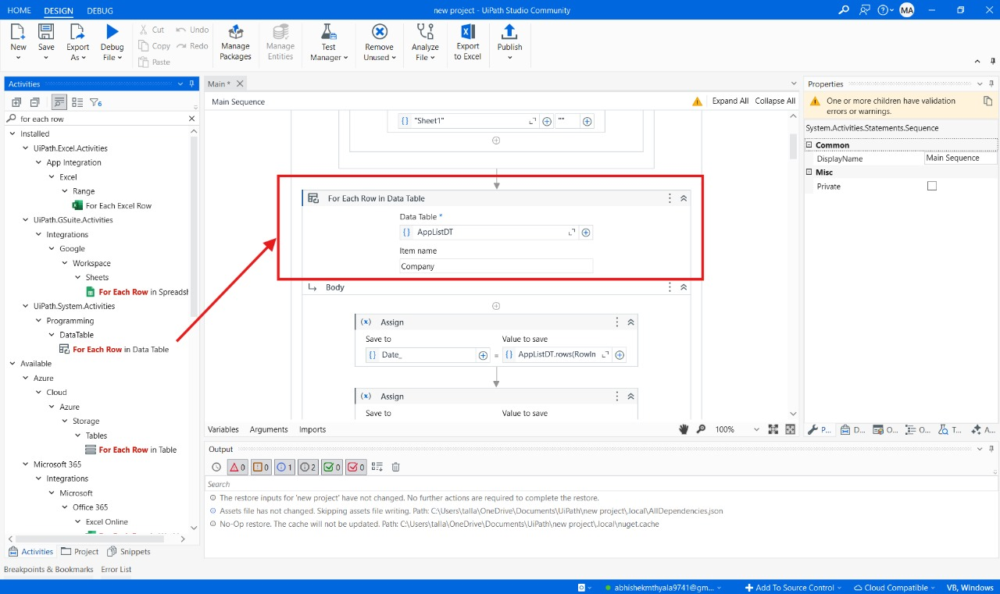 HOME DESIGN DEBUG
new project - UiPath Studio Community
MA
New
Save
Export As
Debug File
Cut
Copy
Paste
Undo
Redo
Manage Packages
Manage Entities
Test Manager
Remove Unused
Analyze File
Export to Excel
Publish
Activities
6
for each row
Installed
UiPath.Excel.Activities
App Integration
Excel
Range
For Each Excel Row
UiPath.GSuite.Activities
Integrations
Google
Workspace
Sheets
For Each Row in Spreadsh
UiPath.System.Activities
Programming
DataTable
For Each Row in Data Table
Available
Azure
Cloud
Azure
Storage
Tables
For Each Row in Table
Microsoft 365
Integrations
Microsoft
Office 365
Excel Online
Activities Project Snippets
Breakpoints & Bookmarks Error List
Main *
Main Sequence
Expand All Collapse All
"Sheet1" ""
For Each Row in Data Table
Data Table *
AppListDT
Item name
Company
Body
(x) Assign
Save to Value to save
Date_ = AppListDT.rows(RowIn
(x) Assign
Save to Value to save
Variables Arguments Imports
100%
Output
0 0 1 2 0 0
Search
The restore inputs for 'new project' have not changed. No further actions are required to complete the restore.
Assets file has not changed. Skipping assets file writing. Path: C:\Users\talla\OneDrive\Documents\UiPath\new project\.local\AllDependencies.json
No-Op restore. The cache will not be updated. Path: C:\Users\talla\OneDrive\Documents\UiPath\new project\.local\nuget.cache
Properties
One or more children have validation
errors or warnings.
System.Activities.Statements.Sequence
Common
DisplayName Main Sequence
Misc
Private
P... D... O... O... T... A...
abhishekmthyala9741@gm... Add To Source Control Cloud Compatible VB, Windows